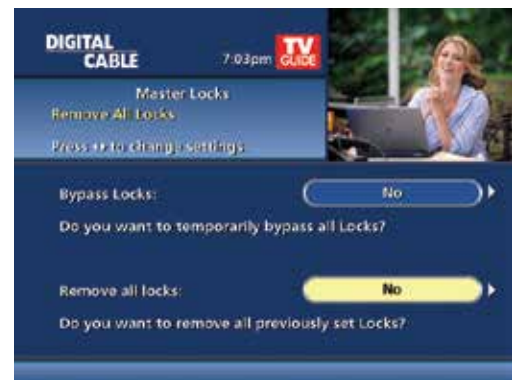 DIGITAL
CABLE
7:03pm
TV
GUIDE
Master Locks
Remove All Locks
Press ◄► to change settings
Bypass Locks:
No
Do you want to temporarily bypass all Locks?
Remove all locks:
No
Do you want to remove all previously set Locks?